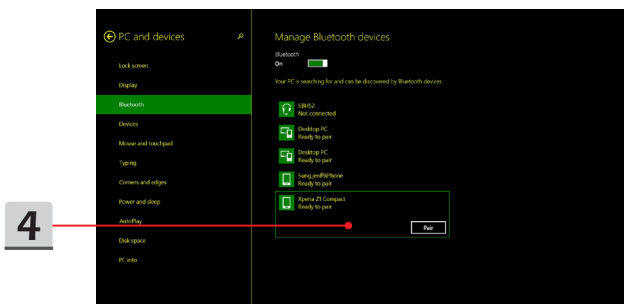 PC and devices
Lock screen
Display
Bluetooth
Devices
Mouse and touchpad
Typing
Corners and edges
Power and sleep
AutoPlay
Disk space
PC info
Manage Bluetooth devices
Bluetooth
On
Your PC is searching for and can be discovered by Bluetooth devices.
SBH52
Not connected
Desktop PC
Ready to pair
Desktop PC
Ready to pair
Ready to pair
Xperia Z1 Compact
Ready to pair
Pair
4